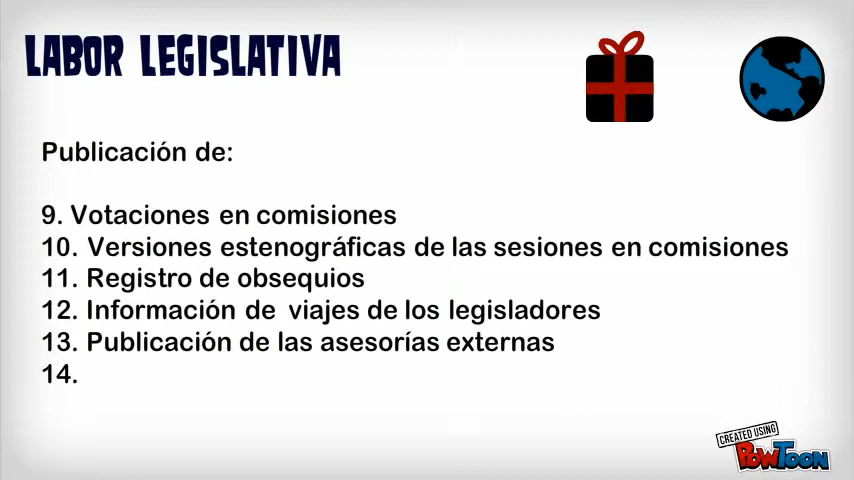 LABOR LEGISLATIVA
Publicación de:
9. Votaciones en comisiones
10. Versiones estenográficas de las sesiones en comisiones
11. Registro de obsequios
12. Información de viajes de los legisladores
13. Publicación de las asesorías externas
14.
CREATED USING
POWTOON